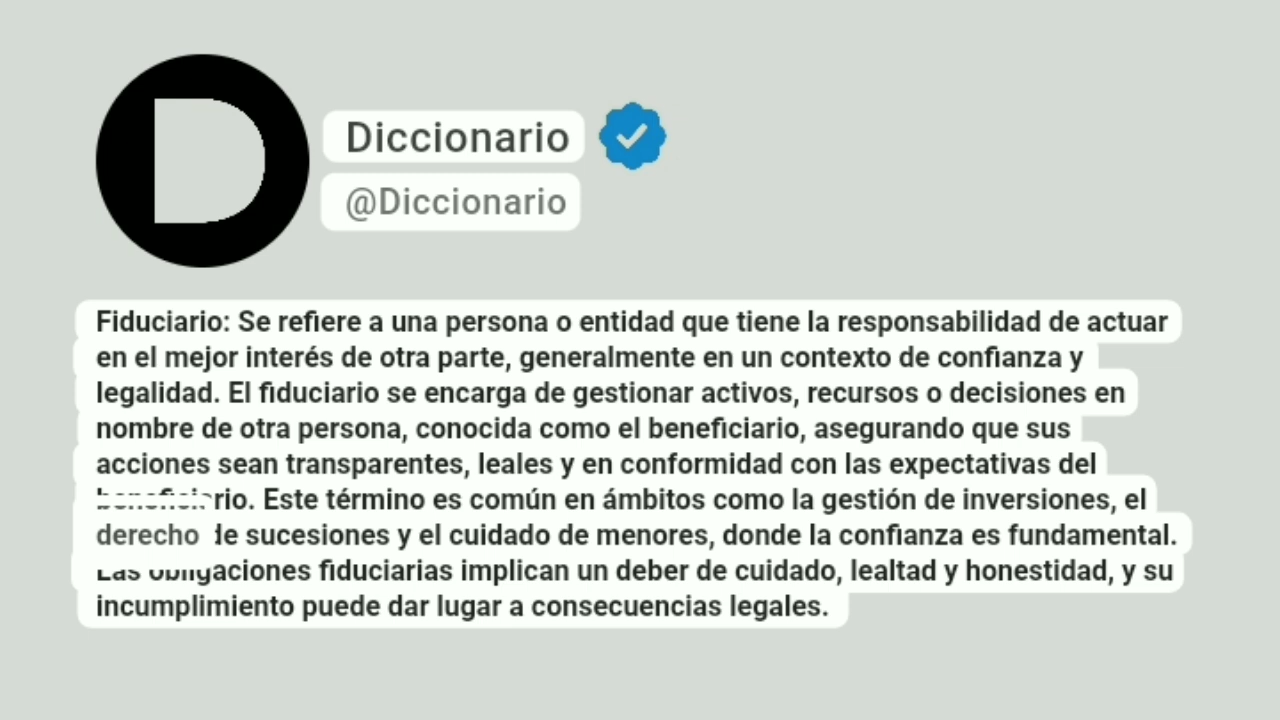 D
Diccionario
@Diccionario
Fiduciario: Se refiere a una persona o entidad que tiene la responsabilidad de actuar
en el mejor interés de otra parte, generalmente en un contexto de confianza y
legalidad. El fiduciario se encarga de gestionar activos, recursos o decisiones en
nombre de otra persona, conocida como el beneficiario, asegurando que sus
acciones sean transparentes, leales y en conformidad con las expectativas del
beneficiario. Este término es común en ámbitos como la gestión de inversiones, el
derecho de sucesiones y el cuidado de menores, donde la confianza es fundamental.
Las obligaciones fiduciarias implican un deber de cuidado, lealtad y honestidad, y su
incumplimiento puede dar lugar a consecuencias legales.